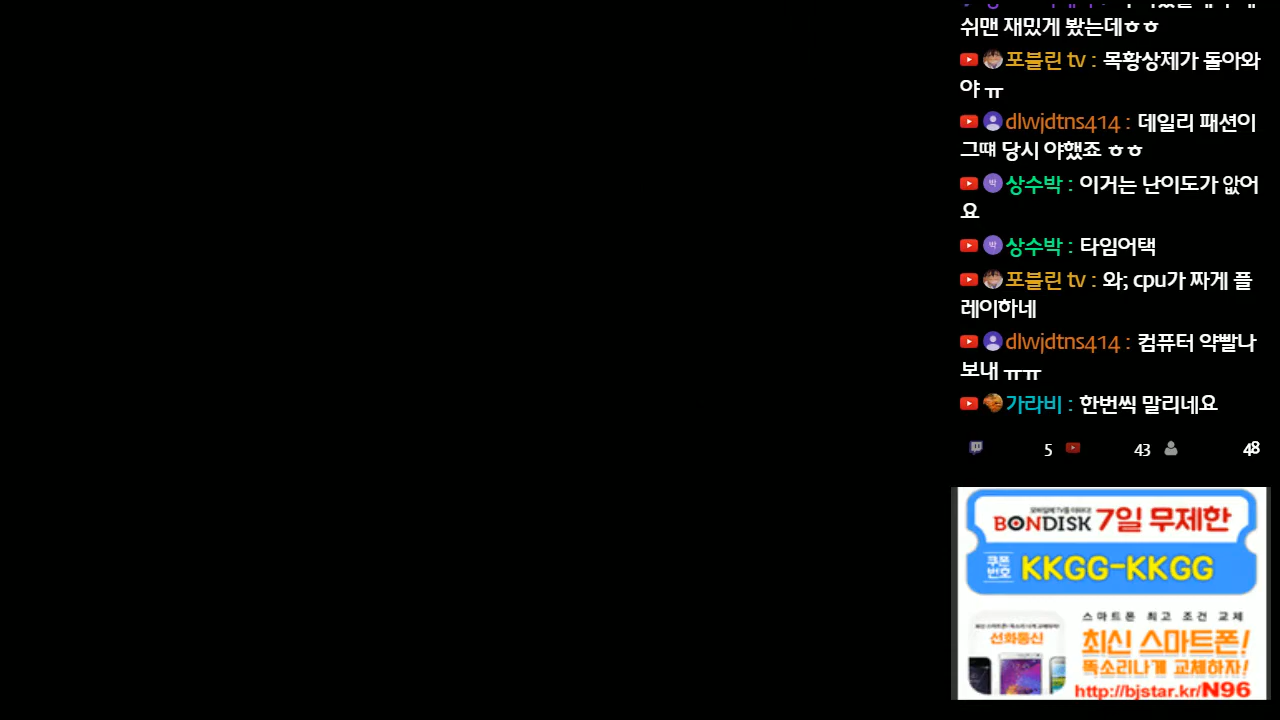 쉬맨 재밌게 봤는데ㅎㅎ
포블린 tv : 목황상제가 돌아와
야 ㅠ
dlwjdtns414 : 데일리 패션이
그떄 당시 야했죠 ㅎㅎ
박 상수박 : 이거는 난이도가 없어
요
박 상수박 : 타임어택
포블린 tv : 와; cpu가 짜게 플
레이하네
dlwjdtns414 : 컴퓨터 약빨나
보내 ㅠㅠ
가라비 : 한번씩 말리네요
5 43 48
BONDISK 7일 무제한
쿠폰
번호 KKGG-KKGG
스마트폰 최고 조건 교체
선화통신
최신 스마트폰!
똑소리나게 교체하자!
http://bjstar.kr/N96